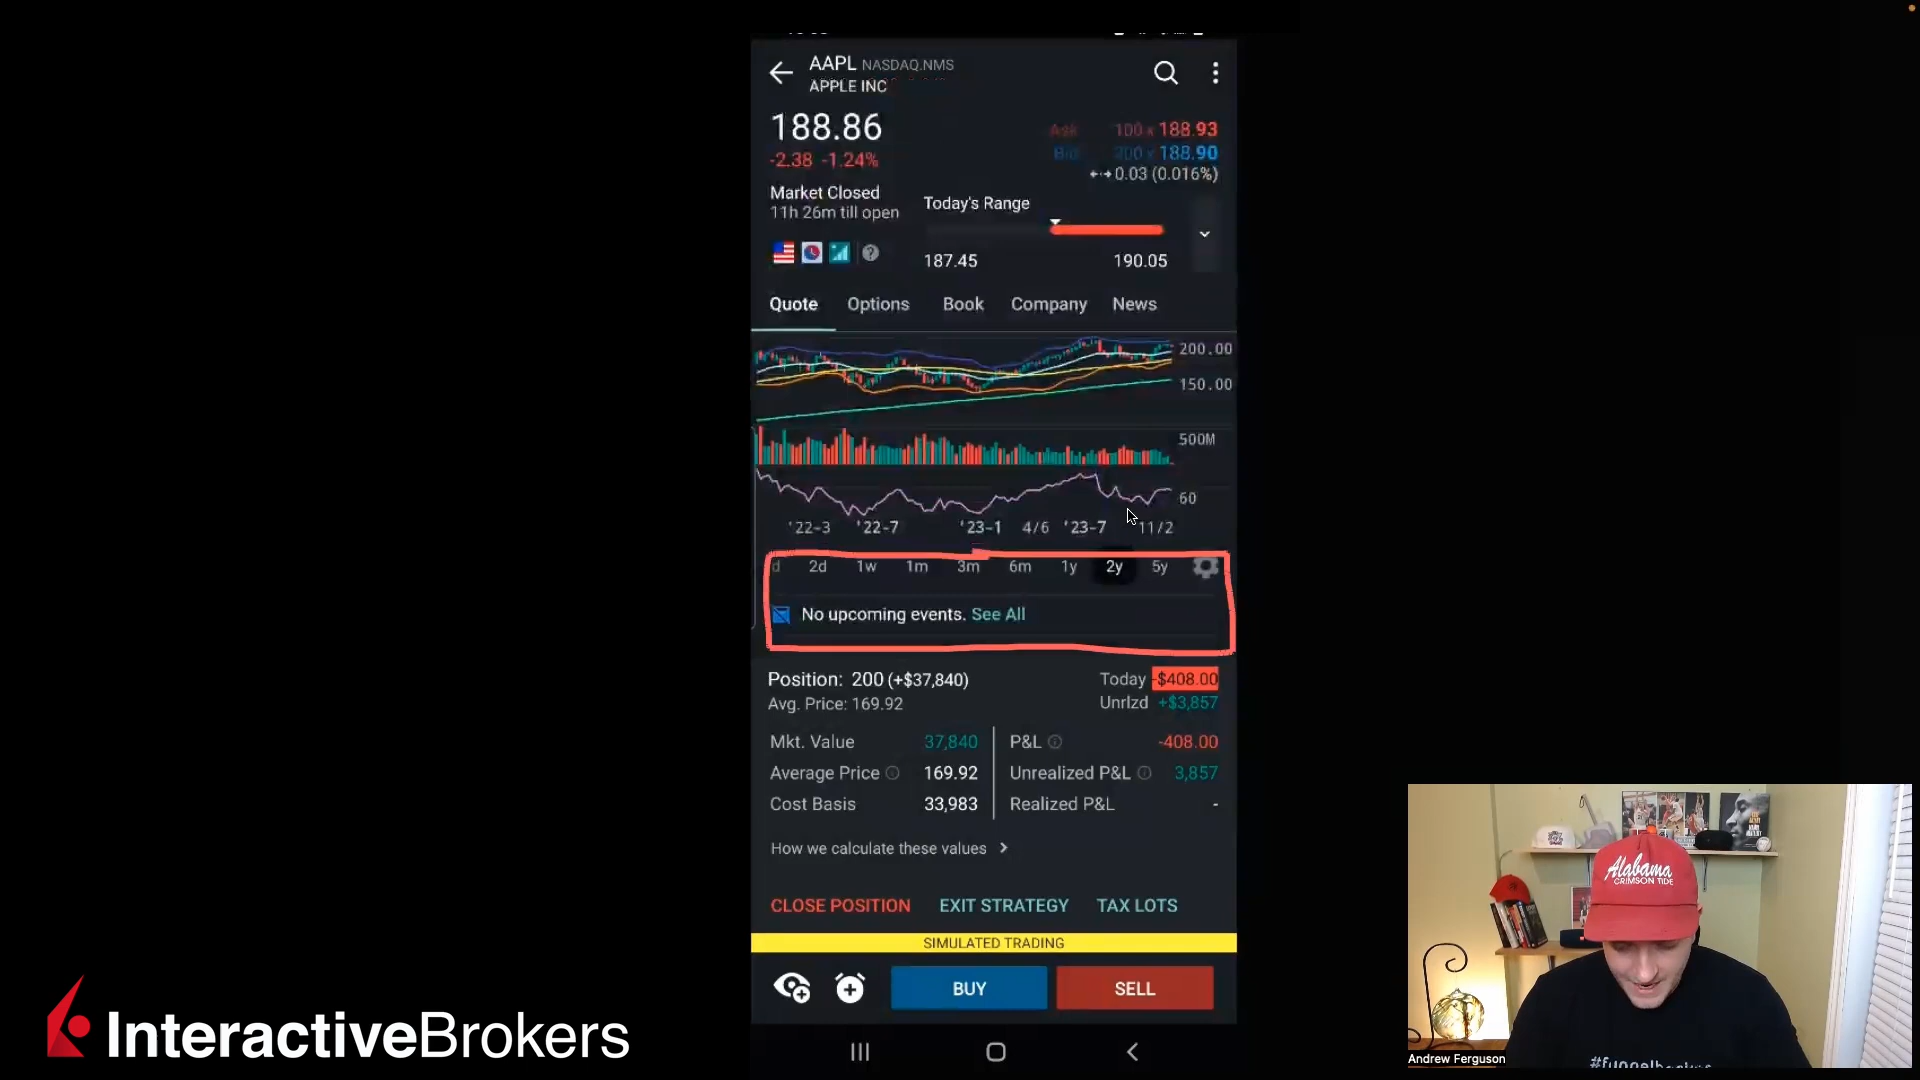 AAPL NASDAQ.NMS
APPLE INC
188.86
-2.38 -1.24%
Ask 100 x 188.93
Bid 300 x 188.90
0.03 (0.016%)
Market Closed
11h 26m till open
Today's Range
187.45 190.05
Quote Options Book Company News
200.00
150.00
500M
60
'22-3 '22-7 '23-1 4/6 '23-7 11/2
d 2d 1w 1m 3m 6m 1y 2y 5y
No upcoming events. See All
Position: 200 (+$37,840) Today -$408.00
Avg. Price: 169.92 Unrlzd +$3,857
Mkt. Value 37,840 P&L -408.00
Average Price 169.92 Unrealized P&L 3,857
Cost Basis 33,983 Realized P&L -
How we calculate these values >
CLOSE POSITION EXIT STRATEGY TAX LOTS
SIMULATED TRADING
BUY SELL
InteractiveBrokers
Alabama
CRIMSON TIDE
Andrew Ferguson